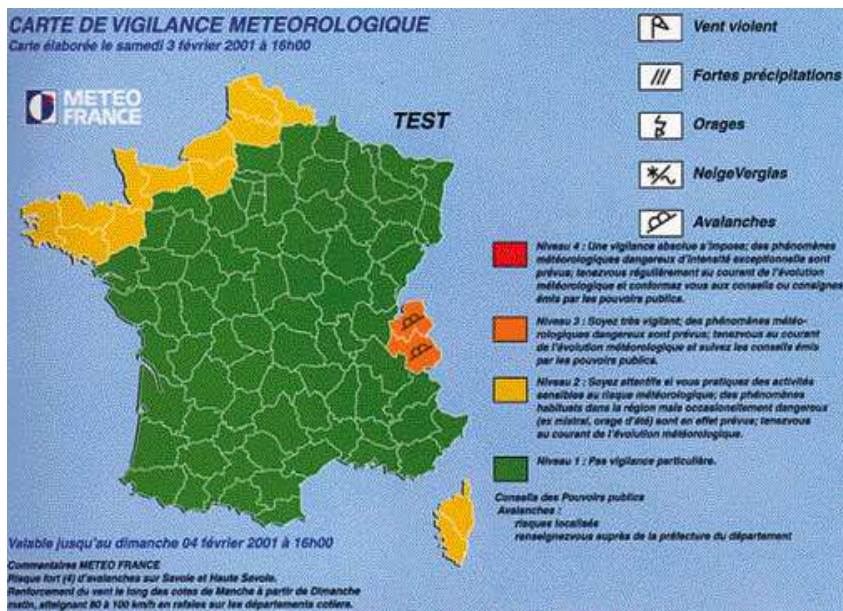 CARTE DE VIGILANCE METEOROLOGIQUE
Carte élaborée le samedi 3 février 2001 à 16h00
METEO
FRANCE
TEST
Vent violent
Fortes précipitations
Orages
NeigeVerglas
Avalanches
Niveau 4 : Une vigilance absolue s'impose; des phénomènes
météorologiques dangereux d'intensité exceptionnelle sont
prévus; tenezvous régulièrement au courant de l'évolution
météorologique et conformez vous aux conseils ou consignes
émis par les pouvoirs publics.
Niveau 3 : Soyez très vigilant; des phénomènes météo-
rologiques dangereux sont prévus; tenezvous au courant
de l'évolution météorologique et suivez les conseils émis
par les pouvoirs publics.
Niveau 2 : Soyez attentifs si vous pratiquez des activités
sensibles au risque météorologique; des phénomènes
habituels dans la région mais occasionellement dangereux
(ex mistral, orage d'été) sont en effet prévus; tenezvous
au courant de l'évolution météorologique.
Niveau 1 : Pas vigilance particulière.
Conseils des Pouvoirs publics
Avalanches :
risques localisés
renseignezvous auprès de la préfecture du département
Valable jusqu'au dimanche 04 février 2001 à 16h00
Commentaires METEO FRANCE
Risque fort (4) d'avalanches sur Savoie et Haute Savoie.
Renforcement du vent le long des cotes de Manche à partir de Dimanche
matin, atteignant 80 à 100 km/h en rafales sur les départements cotiers.